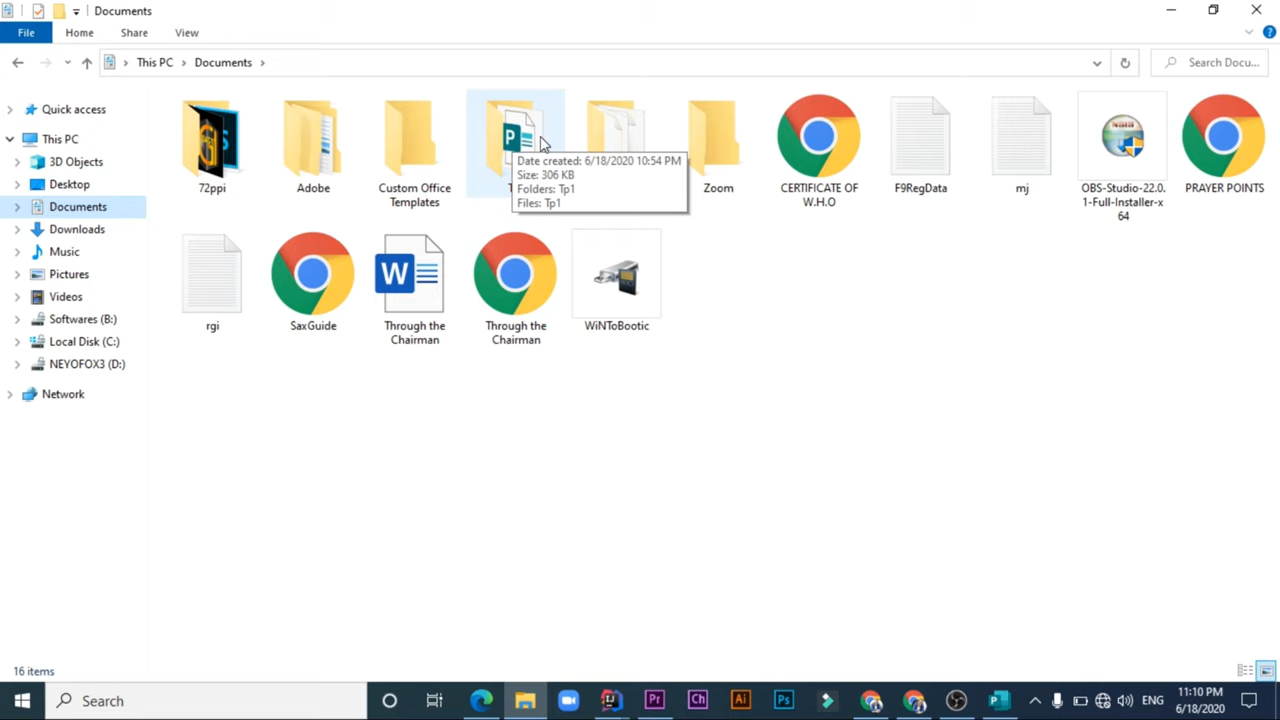 Documents
File Home Share View
This PC Documents
Search Docu...
Quick access
This PC
3D Objects
Desktop
Documents
Downloads
Music
Pictures
Videos
Softwares (B:)
Local Disk (C:)
NEYOFOX3 (D:)
Network
72ppi
Adobe
Custom Office
Templates
Date created: 6/18/2020 10:54 PM
Size: 306 KB
Folders: Tp1
Files: Tp1
Zoom
CERTIFICATE OF
W.H.O
F9RegData
mj
OBS-Studio-22.0.
1-Full-Installer-x
64
PRAYER POINTS
rgi
SaxGuide
Through the
Chairman
Through the
Chairman
WiNToBootic
16 items
Search
Pr Ch Ai Ps
ENG
11:10 PM
6/18/2020